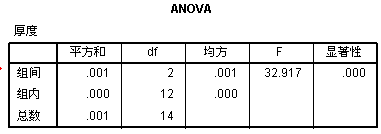 ANOVA
厚度
平方和 df 均方 F 显著性
组间 .001 2 .001 32.917 .000
组内 .000 12 .000
总数 .001 14